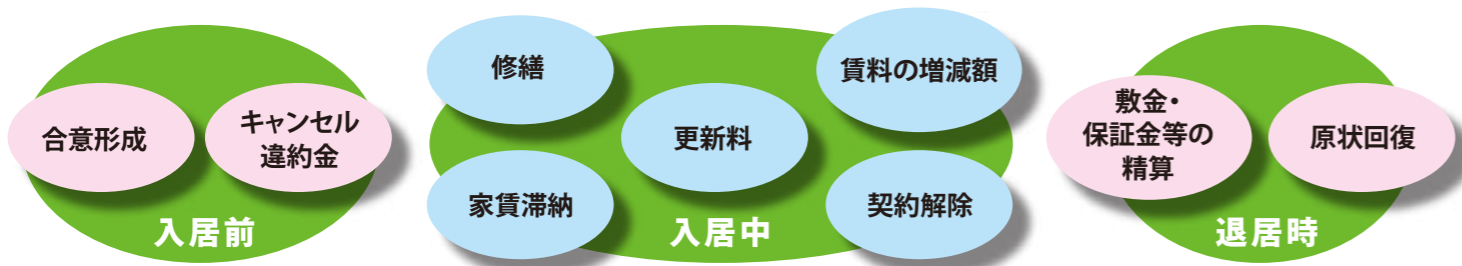 合意形成
キャンセル
違約金
入居前
修繕
賃料の増減額
更新料
家賃滞納
契約解除
入居中
敷金・
保証金等の
精算
原状回復
退居時